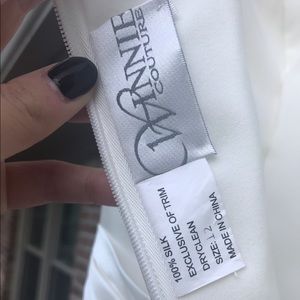 WINNIE
COUTURE
100% SILK
EXCLUSIVE OF TRIM
DRYCLEAN
SIZE: 12
MADE IN CHINA